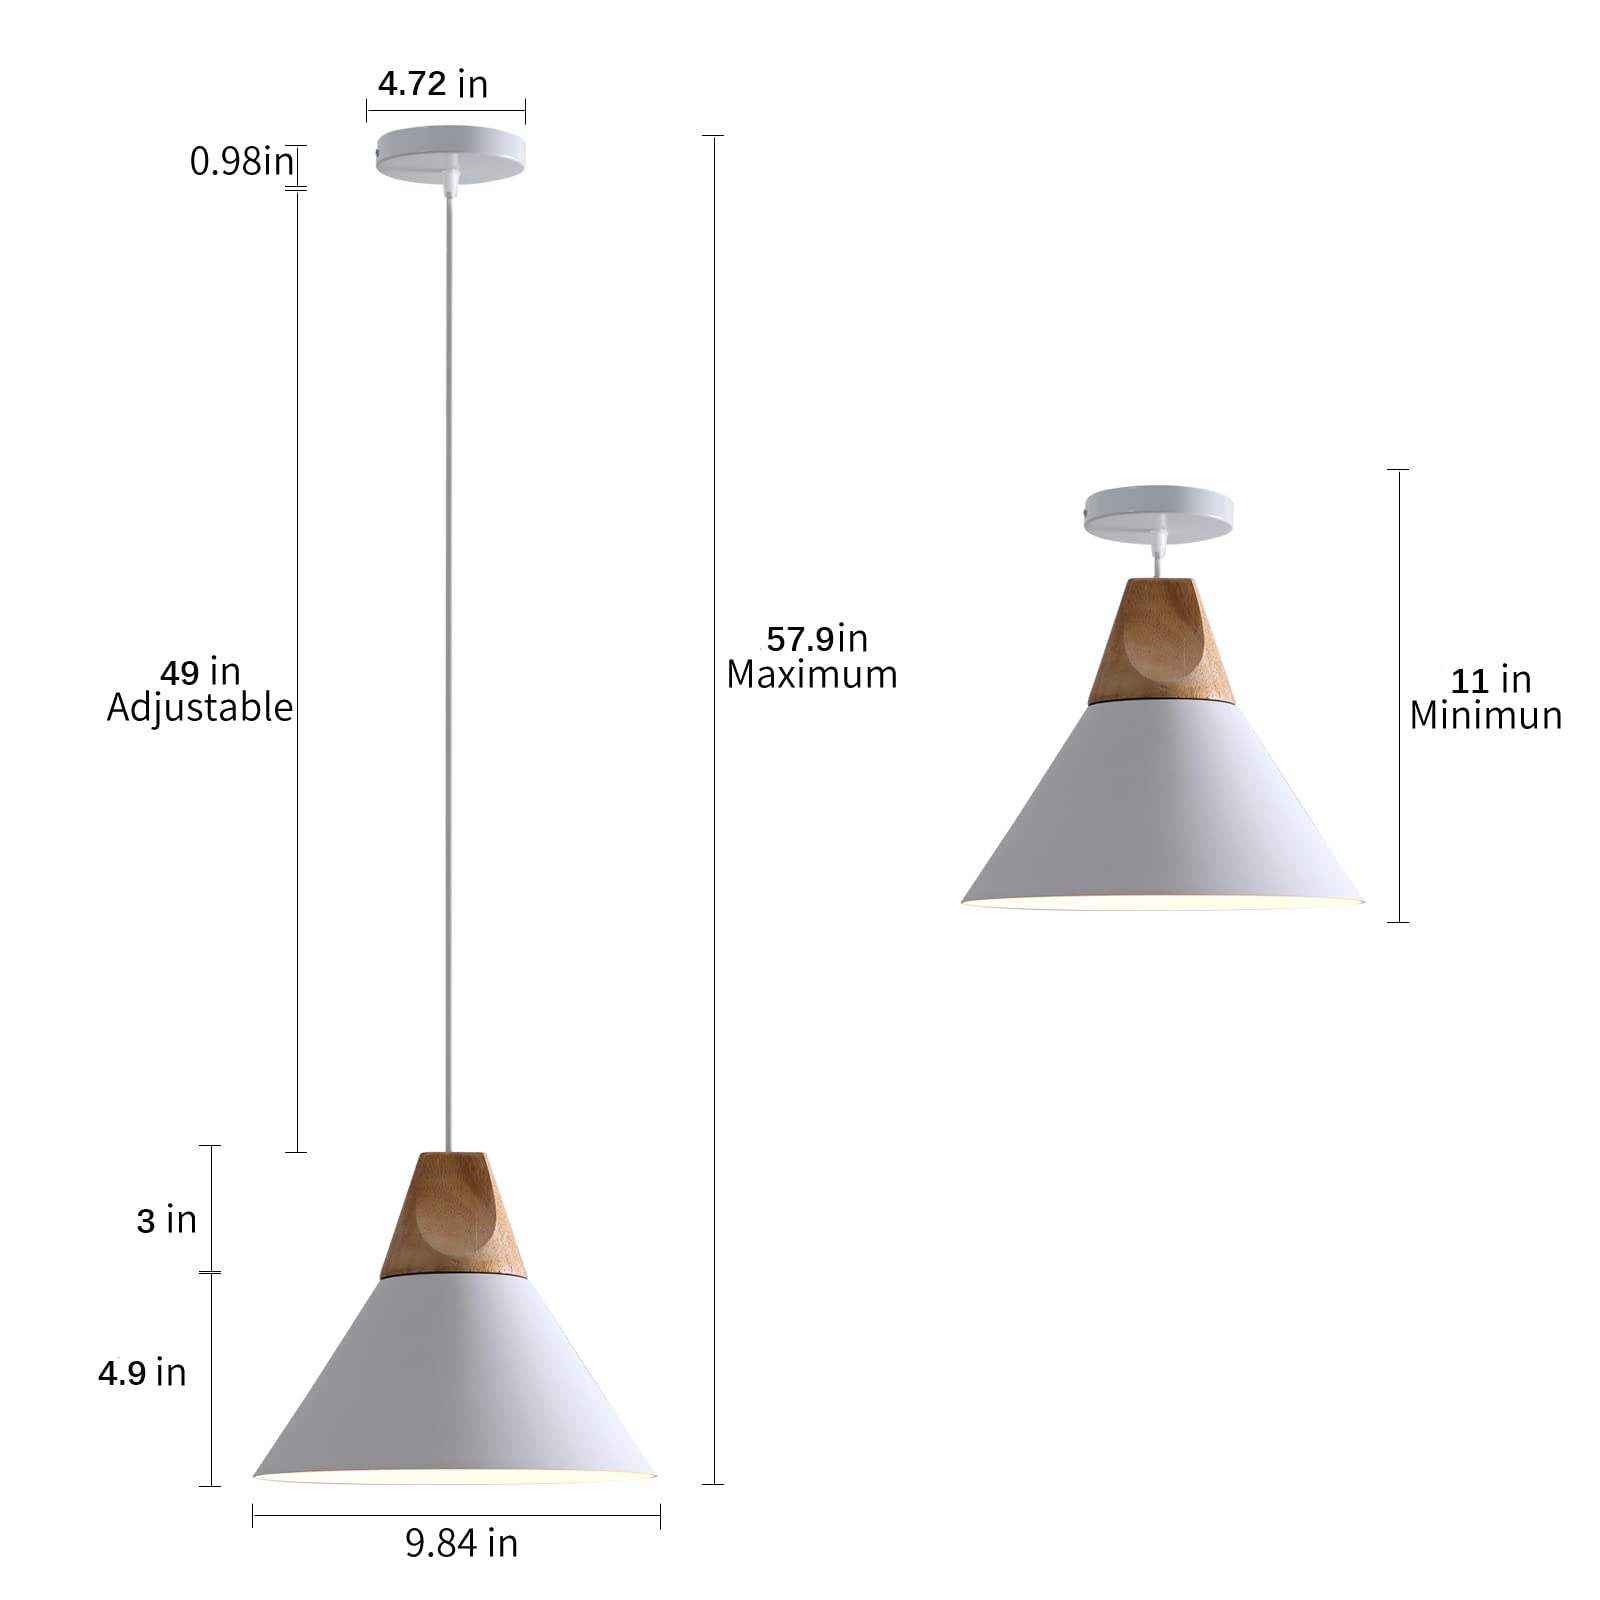 4.72 in
0.98in
49 in
Adjustable
57.9in
Maximum
11 in
Minimun
3 in
4.9 in
9.84 in